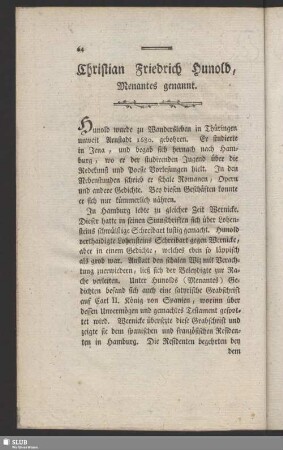 64
Christian Friedrich Hunold,
Menantes genannt.
Hunold wurde zu Wandersleben in Thüringen
unweit Arnstadt 1680. gebohren. Er studierte
in Jena, und begab sich hernach nach Ham-
burg; wo er der studirenden Jugend über die
Redekunst und Poesie Vorlesungen hielt. In
den Nebenstunden schrieb er schale Romanen, Opern
und andere Gedichte. Bey diesen Geschäften konnte
er sich nur kümmerlich nähren.
In Hamburg lebte zu gleicher Zeit Wernicke.
Dieser hatte in seinen Sinnschriften sich über Lohen-
steins schwülstige Schreibart lustig gemacht. Hunold
vertheidigte Lohensteins Schreibart gegen Wernicke,
aber in einem Gedichte, welches eben so läppisch
als grob war. Anstatt den schalen Witz mit Verach-
tung zu erwiedern, ließ sich der Beleidigte zur Ra-
che verleiten. Unter Hunolds (Menantes) Ge-
dichten befand sich auch eine satyrische Grabschrift
auf Carl II. König von Spanien, worinn über
dessen Unvermögen und gemachtes Testament gespot-
tet wird. Wernicke übersetzte diese Grabschrift und
zeigte sie dem spanischen und französischen Residen-
ten in Hamburg. Die Residenten begehrten bey
dem
SLUB